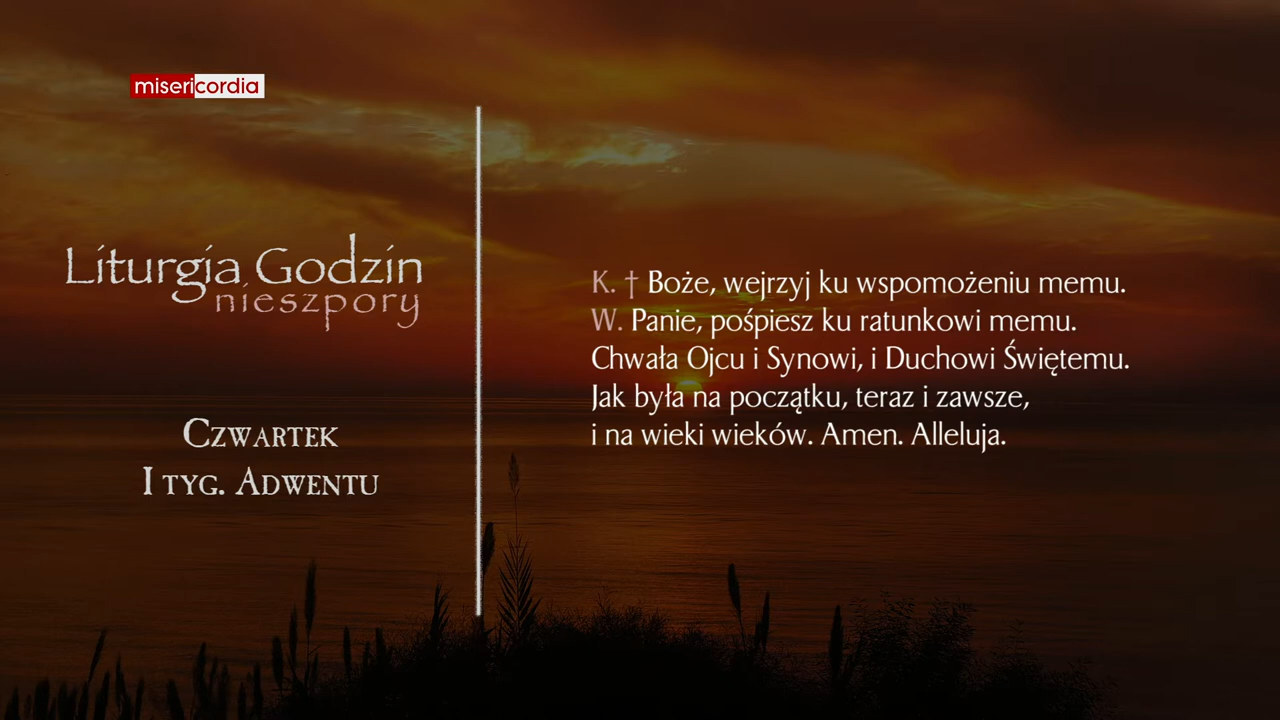 misericordia
Liturgia Godzin
nieszpory
Czwartek
I tyg. Adwentu
K. † Boże, wejrzyj ku wspomożeniu memu.
W. Panie, pośpiesz ku ratunkowi memu.
Chwała Ojcu i Synowi, i Duchowi Świętemu.
Jak była na początku, teraz i zawsze,
i na wieki wieków. Amen. Alleluja.